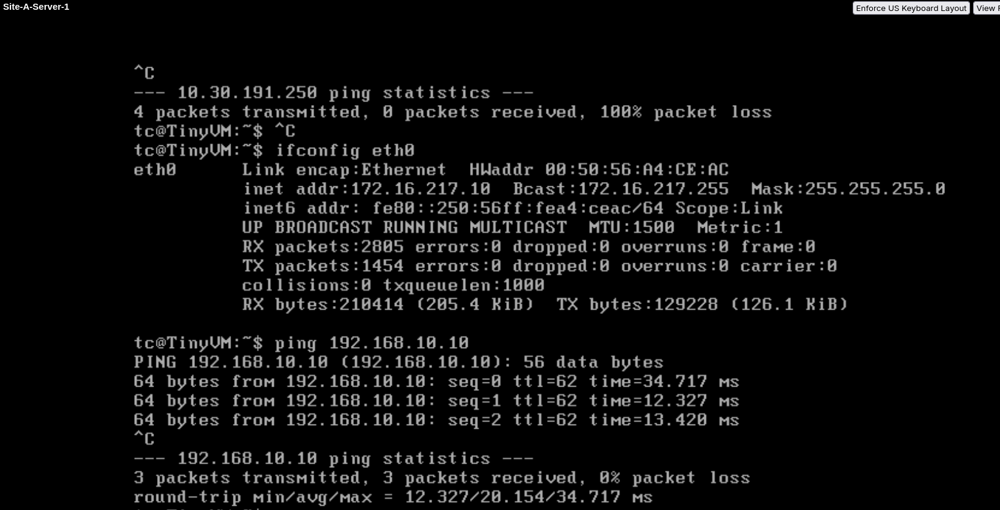 Site-A-Server-1
Enforce US Keyboard Layout
View
^C
--- 10.30.191.250 ping statistics ---
4 packets transmitted, 0 packets received, 100% packet loss
tc@TinyVM:~$ ^C
tc@TinyVM:~$ ifconfig eth0
eth0      Link encap:Ethernet  HWaddr 00:50:56:A4:CE:AC
          inet addr:172.16.217.10  Bcast:172.16.217.255  Mask:255.255.255.0
          inet6 addr: fe80::250:56ff:fea4:ceac/64 Scope:Link
          UP BROADCAST RUNNING MULTICAST  MTU:1500  Metric:1
          RX packets:2805 errors:0 dropped:0 overruns:0 frame:0
          TX packets:1454 errors:0 dropped:0 overruns:0 carrier:0
          collisions:0 txqueuelen:1000
          RX bytes:210414 (205.4 KiB)  TX bytes:129228 (126.1 KiB)
tc@TinyVM:~$ ping 192.168.10.10
PING 192.168.10.10 (192.168.10.10): 56 data bytes
64 bytes from 192.168.10.10: seq=0 ttl=62 time=34.717 ms
64 bytes from 192.168.10.10: seq=1 ttl=62 time=12.327 ms
64 bytes from 192.168.10.10: seq=2 ttl=62 time=13.420 ms
^C
--- 192.168.10.10 ping statistics ---
3 packets transmitted, 3 packets received, 0% packet loss
round-trip min/avg/max = 12.327/20.154/34.717 ms